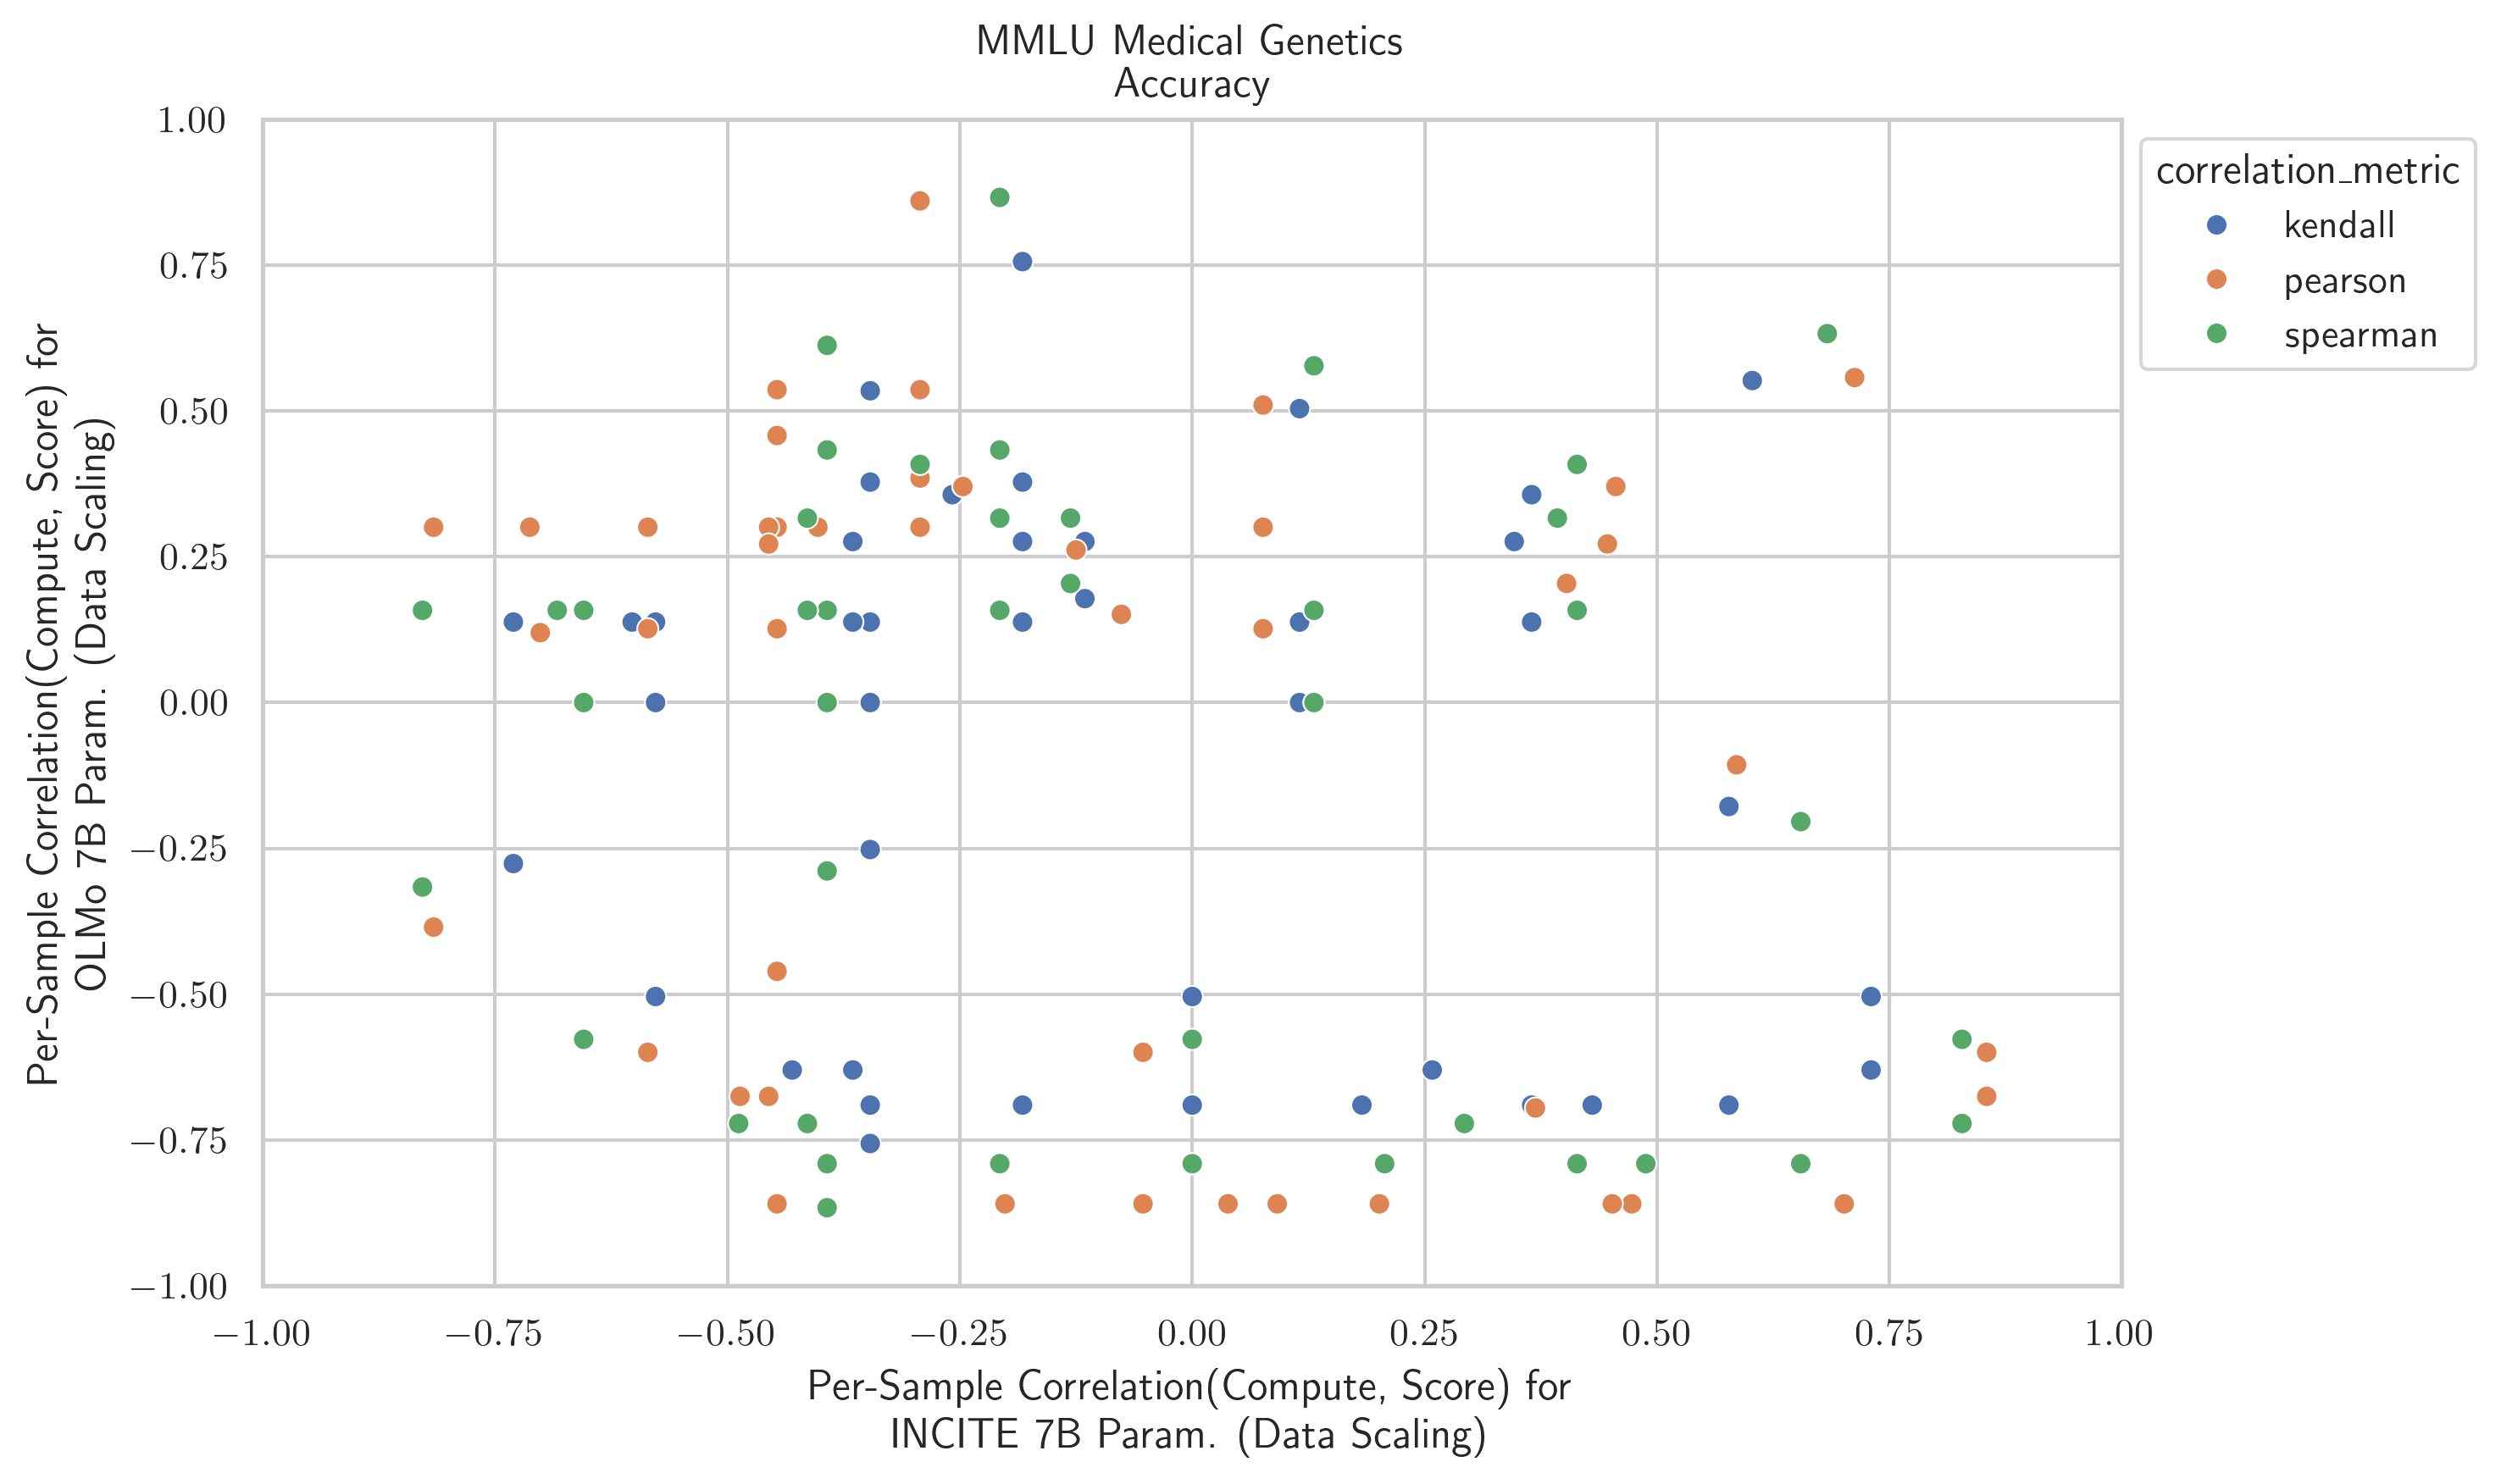 MMLU Medical Genetics
Accuracy
Per-Sample Correlation(Compute, Score) for
OLMo 7B Param. (Data Scaling)
1.00
0.75
0.50
0.25
0.00
−0.25
−0.50
−0.75
−1.00
−1.00
−0.75
−0.50
−0.25
0.00
0.25
0.50
0.75
1.00
Per-Sample Correlation(Compute, Score) for
INCITE 7B Param. (Data Scaling)
correlation_metric
kendall
pearson
spearman